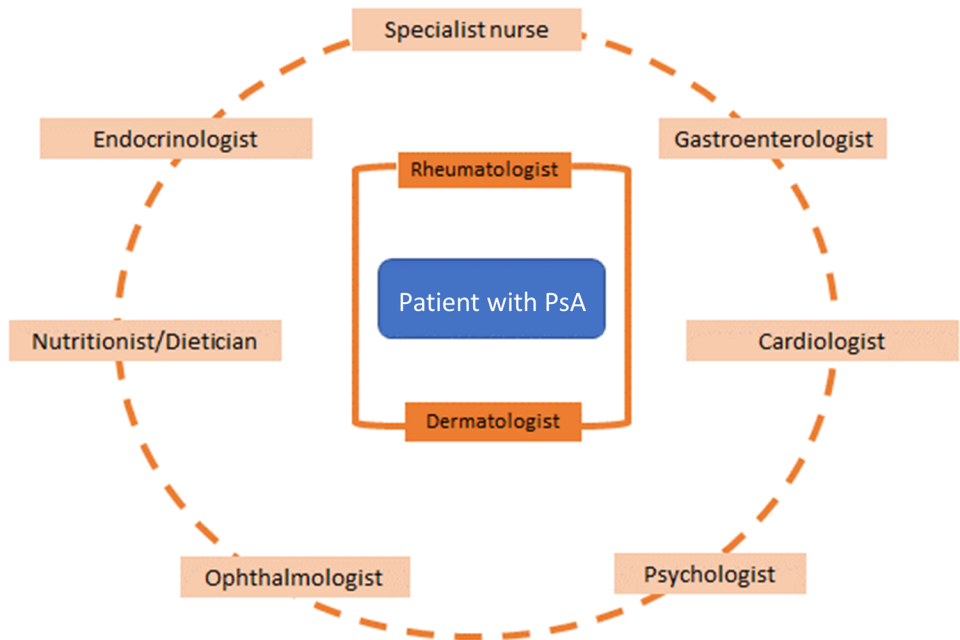 Specialist nurse
Endocrinologist
Gastroenterologist
Rheumatologist
Patient with PsA
Nutritionist/Dietician
Cardiologist
Dermatologist
Ophthalmologist
Psychologist